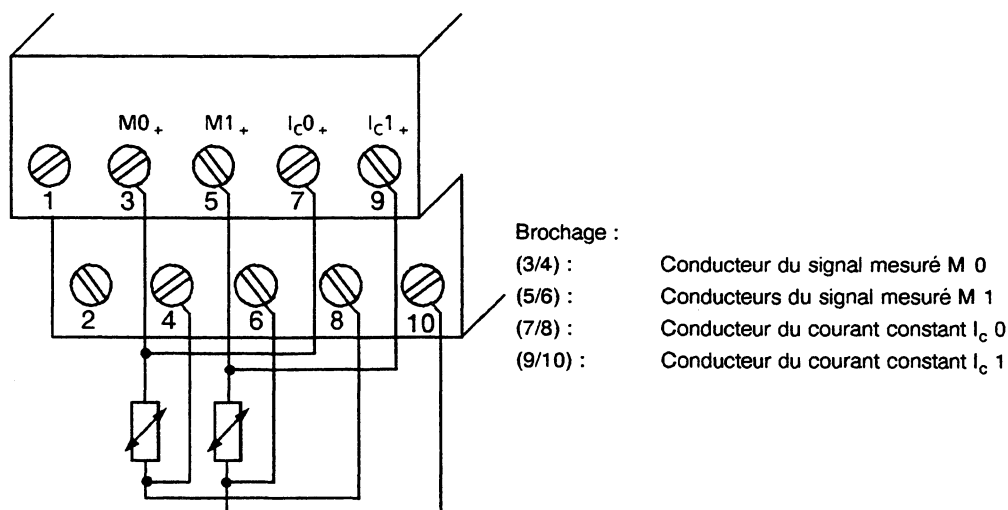 M0 + M1 + Ic0 + Ic1 +
1 3 5 7 9
2 4 6 8 10
Brochage :
(3/4) : Conducteur du signal mesuré M 0
(5/6) : Conducteurs du signal mesuré M 1
(7/8) : Conducteur du courant constant Ic 0
(9/10) : Conducteur du courant constant Ic 1